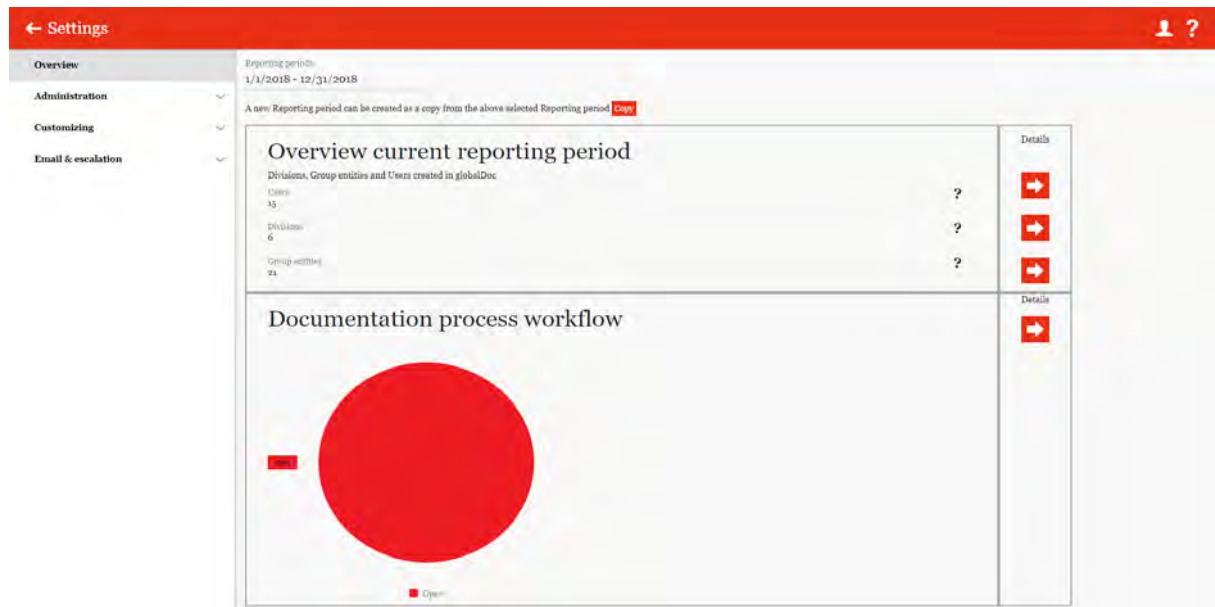 ← Settings
?
Overview
Administration
Customizing
Email & escalation
Reporting periods
1/1/2018 - 12/31/2018
A new Reporting period can be created as a copy from the above selected Reporting period Copy
Overview current reporting period
Details
Divisions, Group entities and Users created in globalDoc
Users
15
?
Divisions
6
?
Group entities
21
?
Documentation process workflow
Details
Open